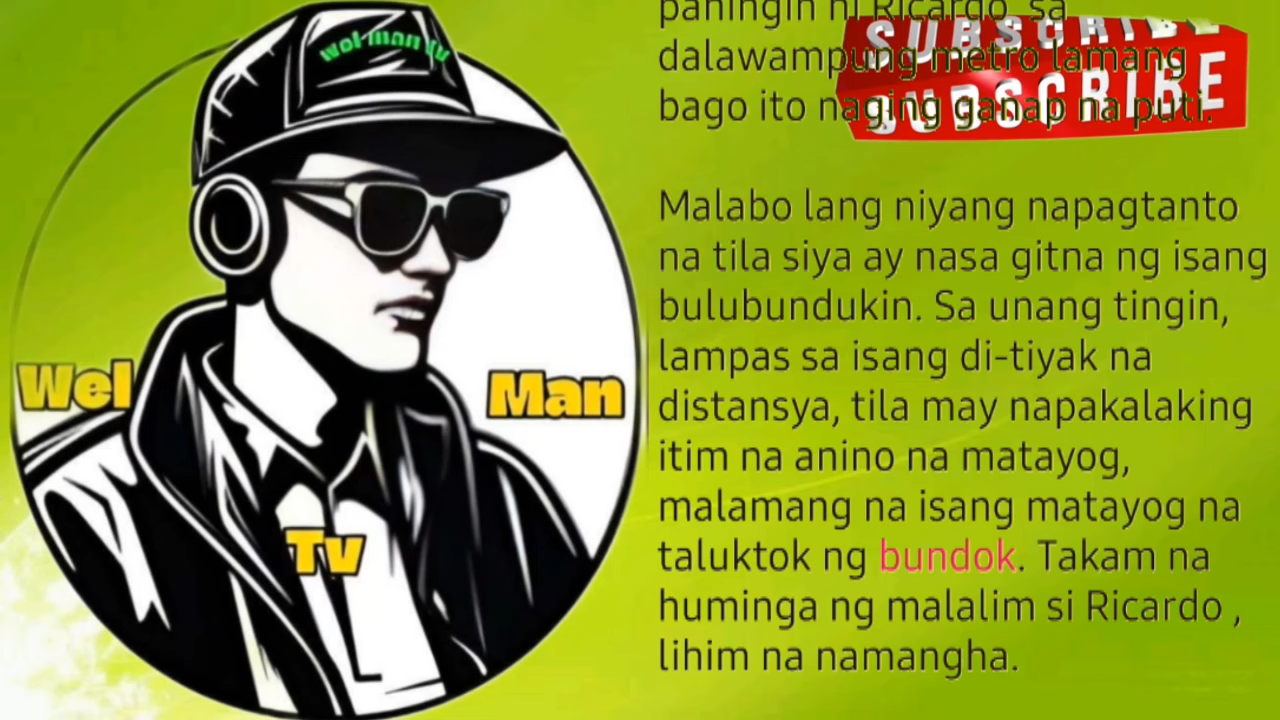 wel man tv
Wel
Man
Tv
SUBSCRIBE
SUBSCRIBE
paningin ni Ricardo sa
dalawampung metro lamang
bago ito naging ganap na puti.
Malabo lang niyang napagtanto
na tila siya ay nasa gitna ng isang
bulubundukin. Sa unang tingin,
lampas sa isang di-tiyak na
distansya, tila may napakalaking
itim na anino na matayog,
malamang na isang matayog na
taluktok ng bundok. Takam na
huminga ng malalim si Ricardo ,
lihim na namangha.